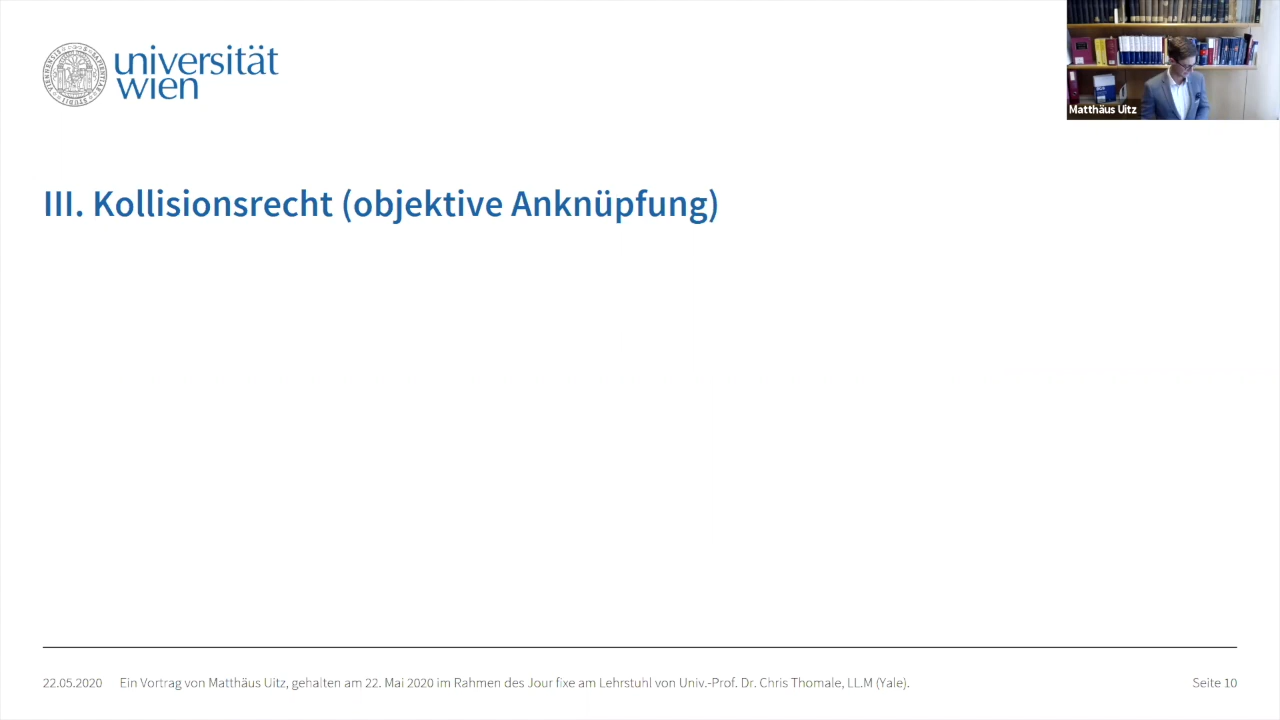 universität
wien
Matthäus Uitz
III. Kollisionsrecht (objektive Anknüpfung)
22.05.2020 Ein Vortrag von Matthäus Uitz, gehalten am 22. Mai 2020 im Rahmen des Jour fixe am Lehrstuhl von Univ.-Prof. Dr. Chris Thomale, LL.M (Yale). Seite 10